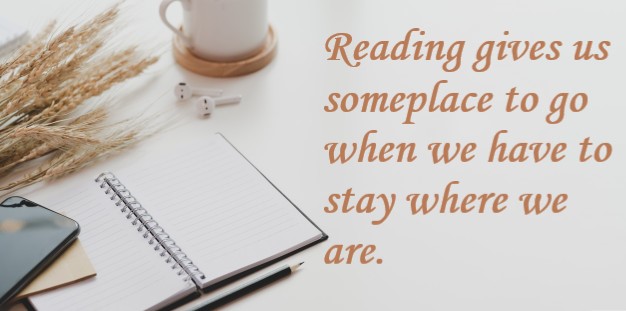 Reading gives us
someplace to go
when we have to
stay where we
are.